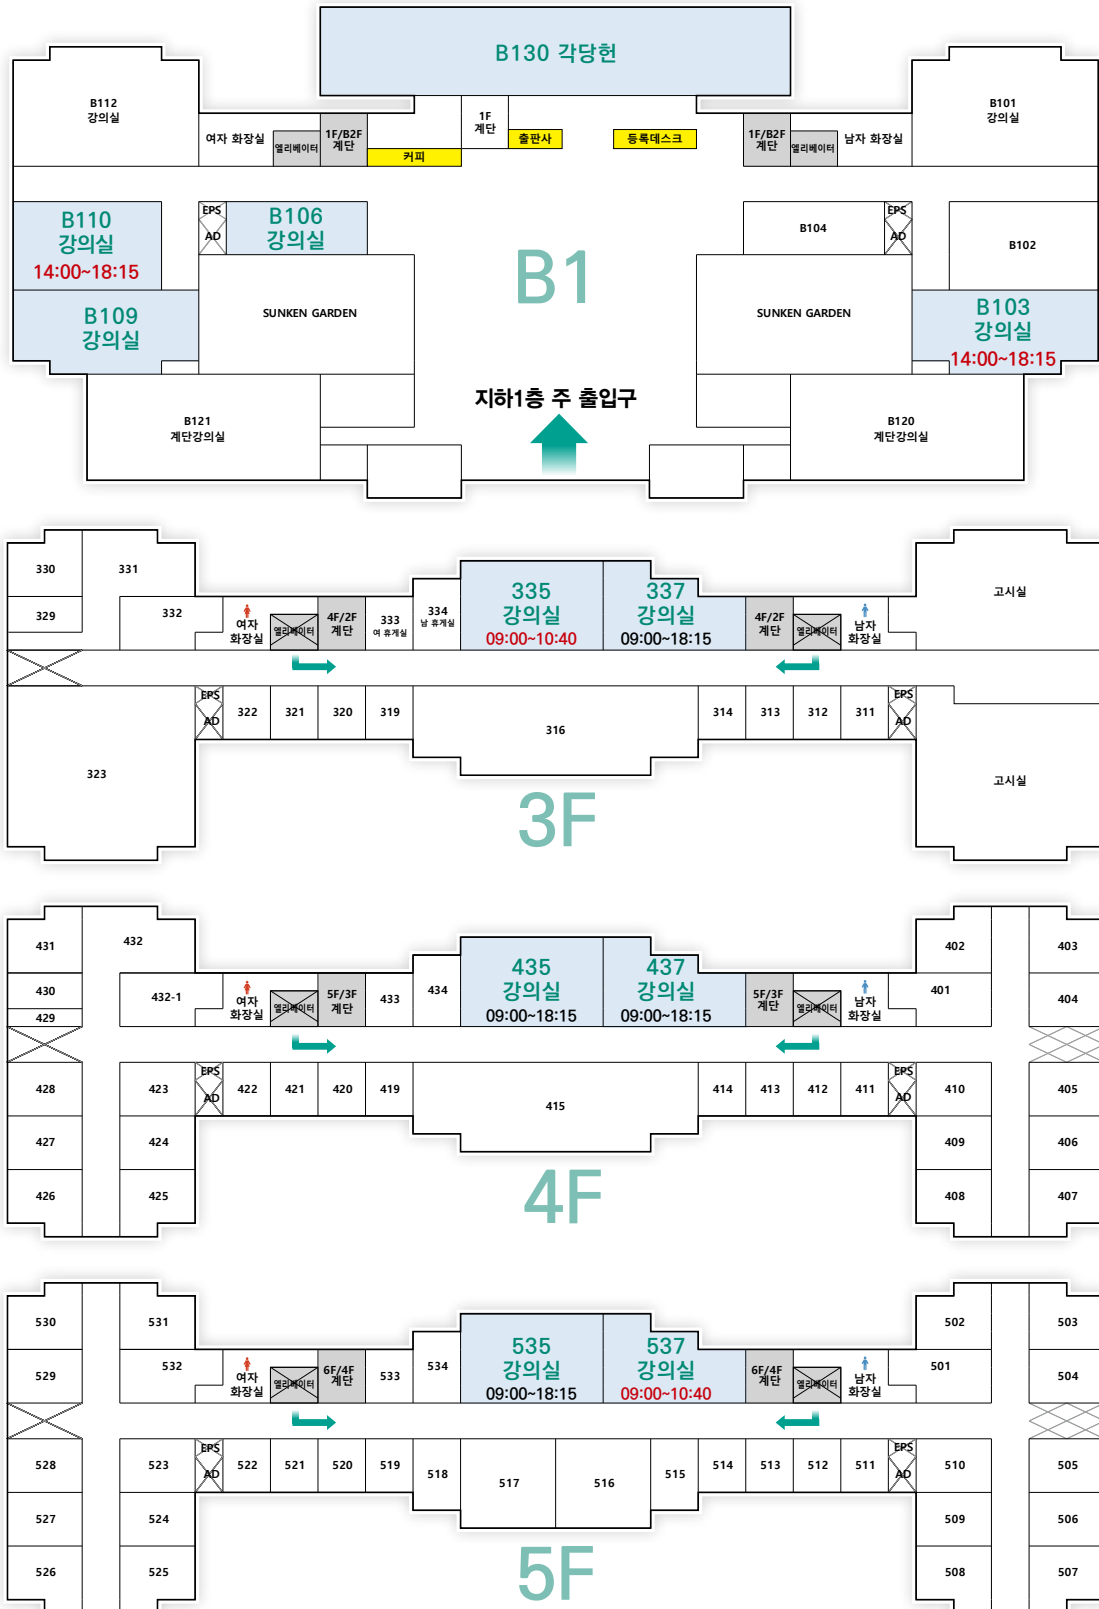 B130 각당헌
B112
강의실
여자 화장실
엘리베이터
1F/B2F
계단
커피
1F
계단
출판사
등록데스크
1F/B2F
계단
엘리베이터
남자 화장실
B101
강의실
B110
강의실
14:00~18:15
EPS
AD
B106
강의실
B104
EPS
AD
B102
B109
강의실
SUNKEN GARDEN
B1
SUNKEN GARDEN
B103
강의실
14:00~18:15
B121
계단강의실
지하1층 주 출입구
B120
계단강의실
330
331
329
332
여자
화장실
엘리베이터
4F/2F
계단
333
여 휴게실
334
남 휴게실
335
강의실
09:00~10:40
337
강의실
09:00~18:15
4F/2F
계단
엘리베이터
남자
화장실
고시실
323
EPS
AD
322
321
320
319
316
314
313
312
311
EPS
AD
고시실
3F
431
432
430
429
432-1
여자
화장실
엘리베이터
5F/3F
계단
433
434
435
강의실
09:00~18:15
437
강의실
09:00~18:15
5F/3F
계단
엘리베이터
남자
화장실
402
403
401
404
428
423
EPS
AD
422
421
420
419
415
414
413
412
411
EPS
AD
410
405
427
424
409
406
426
425
408
407
4F
530
531
529
532
여자
화장실
엘리베이터
6F/4F
계단
533
534
535
강의실
09:00~18:15
537
강의실
09:00~10:40
6F/4F
계단
엘리베이터
남자
화장실
502
503
501
504
528
523
EPS
AD
522
521
520
519
518
517
516
515
514
513
512
511
EPS
AD
510
505
527
524
509
506
526
525
508
507
5F